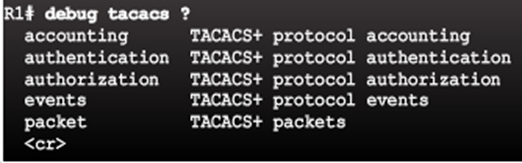 R1# debug tacacs ?
accounting TACACS+ protocol accounting
authentication TACACS+ protocol authentication
authorization TACACS+ protocol authorization
events TACACS+ protocol events
packet TACACS+ packets
<cr>